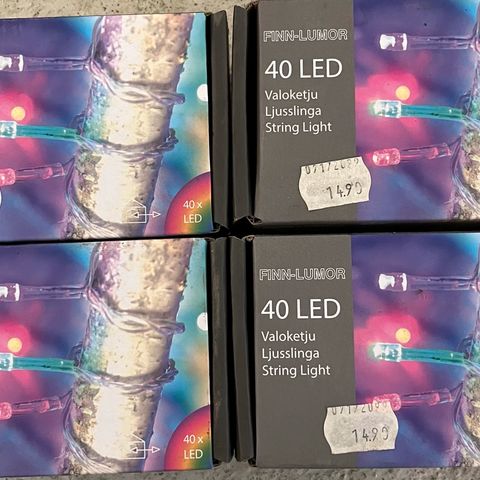 FINN-LUMOR
40 LED
Valoketju
Ljusslinga
String Light
14.90
40 x
LED
FINN-LUMOR
40 LED
Valoketju
Ljusslinga
String Light
14.90
40 x
LED